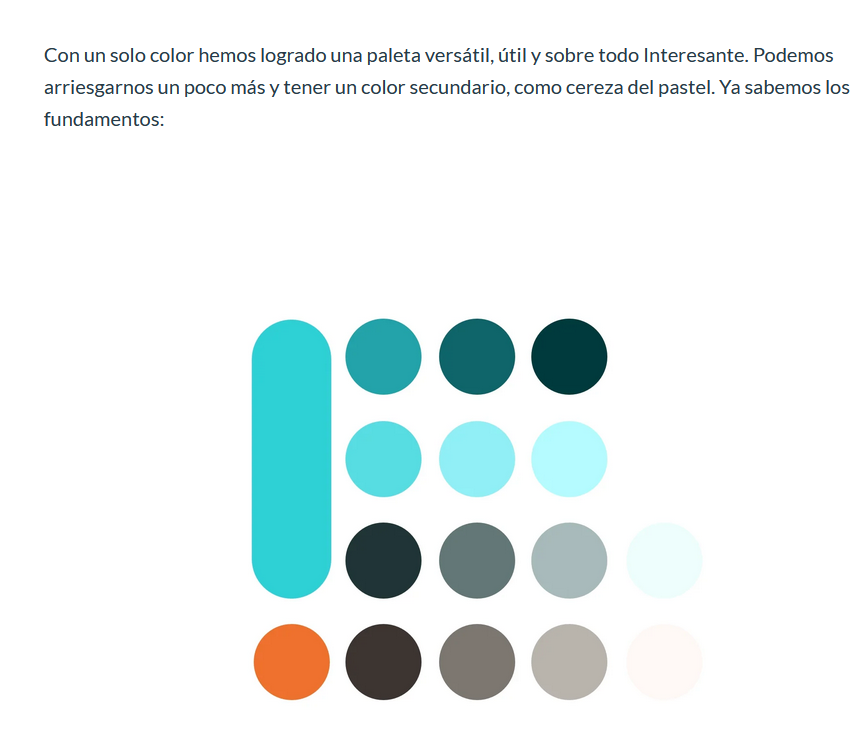 Con un solo color hemos logrado una paleta versátil, útil y sobre todo Interesante. Podemos
arriesgarnos un poco más y tener un color secundario, como cereza del pastel. Ya sabemos los
fundamentos: